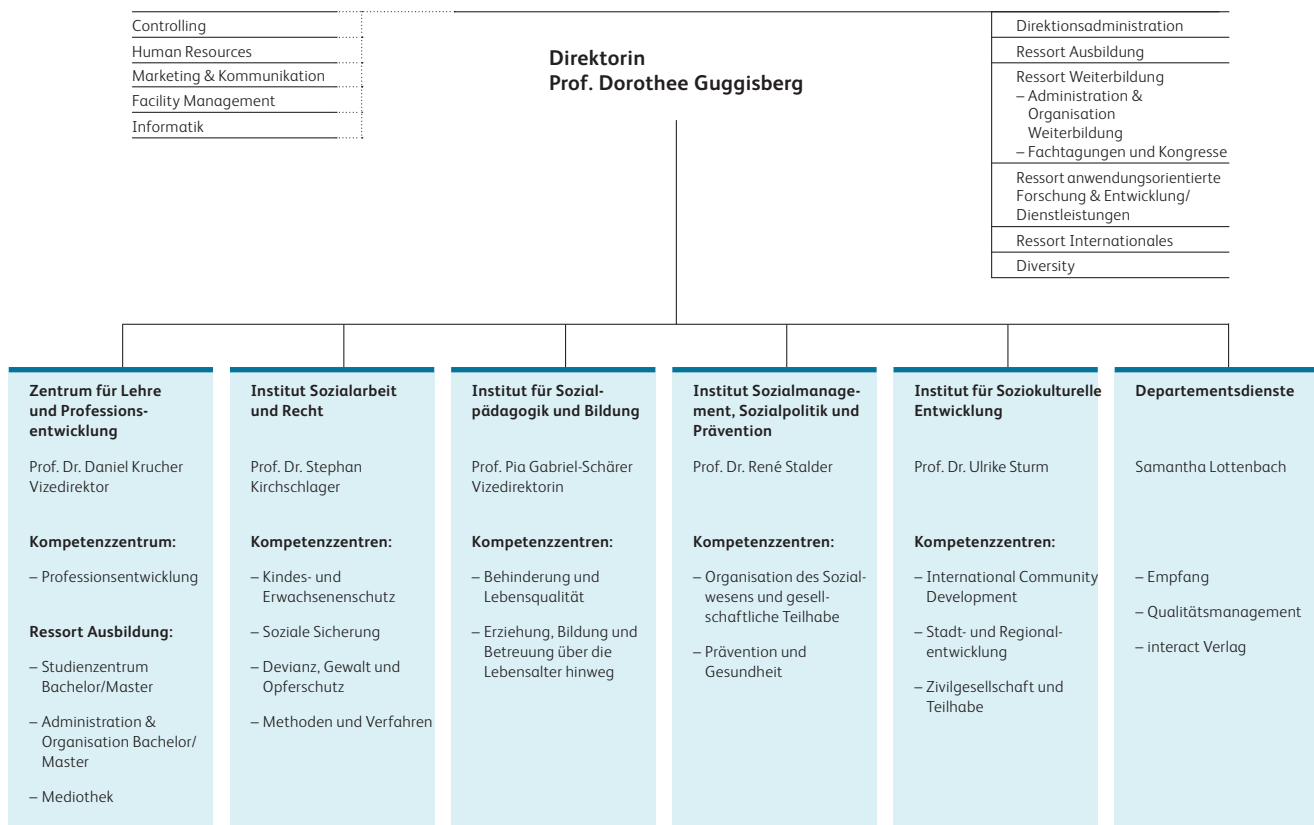 Controlling
Human Resources
Marketing & Kommunikation
Facility Management
Informatik
Direktorin
Prof. Dorothee Guggisberg
Direktionsadministration
Ressort Ausbildung
Ressort Weiterbildung
– Administration &
Organisation
Weiterbildung
– Fachtagungen und Kongresse
Ressort anwendungsorientierte
Forschung & Entwicklung/
Dienstleistungen
Ressort Internationales
Diversity
Zentrum für Lehre
und Professions-
entwicklung
Prof. Dr. Daniel Krucher
Vizedirektor
Kompetenzzentrum:
– Professionsentwicklung
Ressort Ausbildung:
– Studienzentrum
Bachelor/Master
– Administration &
Organisation Bachelor/
Master
– Mediothek
Institut Sozialarbeit
und Recht
Prof. Dr. Stephan
Kirchschlager
Kompetenzzentren:
– Kindes- und
Erwachsenenschutz
– Soziale Sicherung
– Devianz, Gewalt und
Opferschutz
– Methoden und Verfahren
Institut für Sozial-
pädagogik und Bildung
Prof. Pia Gabriel-Schärer
Vizedirektorin
Kompetenzzentren:
– Behinderung und
Lebensqualität
– Erziehung, Bildung und
Betreuung über die
Lebensalter hinweg
Institut Sozialmanage-
ment, Sozialpolitik und
Prävention
Prof. Dr. René Stalder
Kompetenzzentren:
– Organisation des Sozial-
wesens und gesell-
schaftliche Teilhabe
– Prävention und
Gesundheit
Institut für Soziokulturelle
Entwicklung
Prof. Dr. Ulrike Sturm
Kompetenzzentren:
– International Community
Development
– Stadt- und Regional-
entwicklung
– Zivilgesellschaft und
Teilhabe
Departementsdienste
Samantha Lottenbach
– Empfang
– Qualitätsmanagement
– interact Verlag